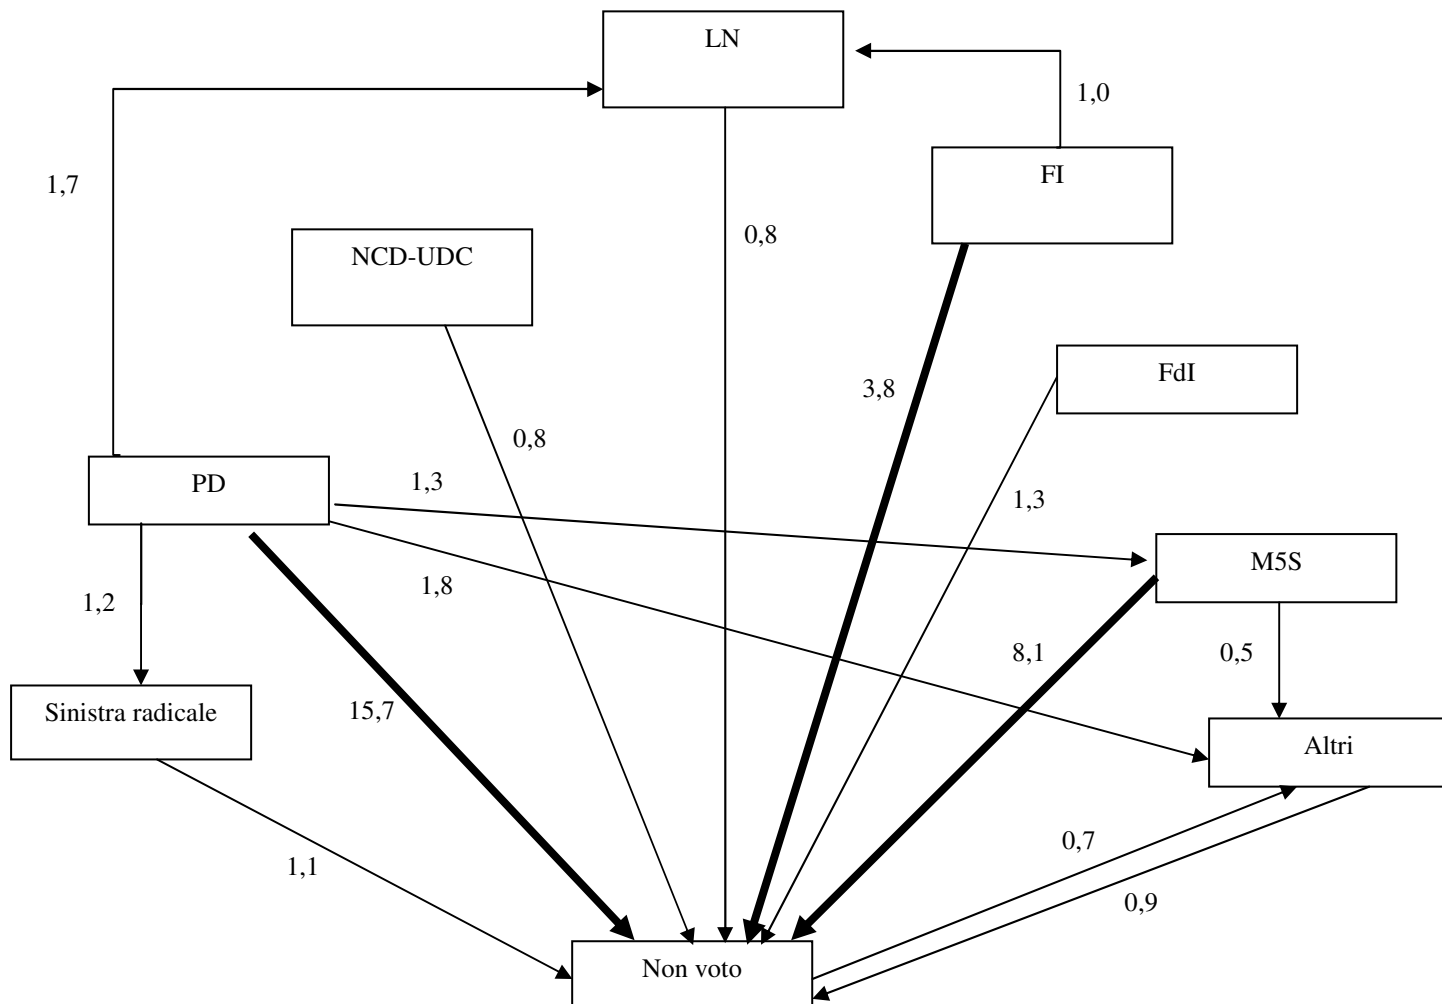 LN
1,0
FI
1,7
0,8
NCD-UDC
FdI
3,8
0,8
PD
1,3
1,3
M5S
1,8
1,2
8,1
0,5
Sinistra radicale
15,7
Altri
0,7
1,1
0,9
Non voto